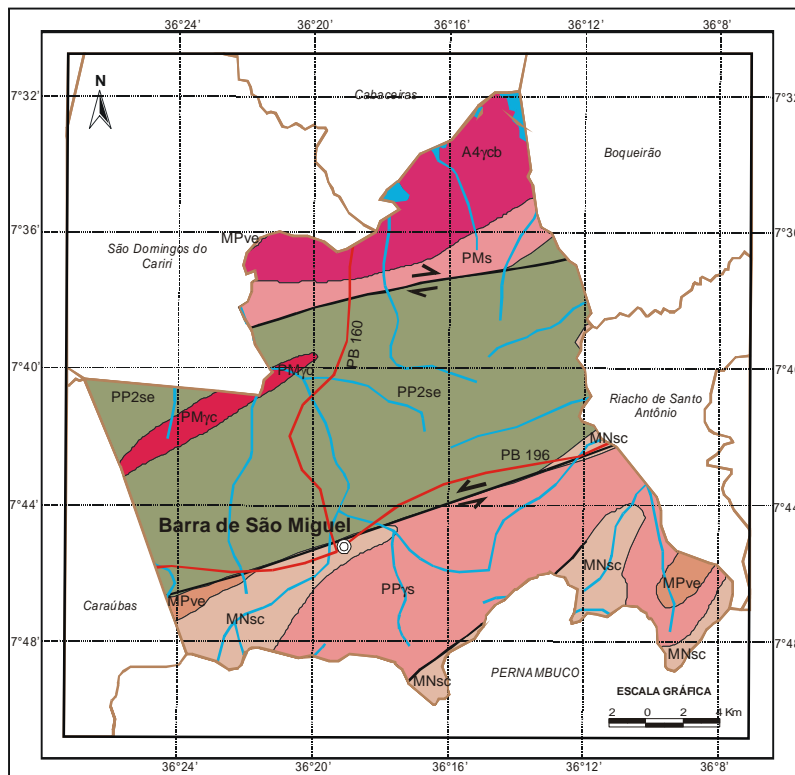 36°24' 36°20' 36°16' 36°12' 36°8'
7°32' 7°32
N
Cabaceiras
A4γcb
Boqueirão
7°36' 7°36
MPve
São Domingos do
Cariri
PMs
PB 160
7°40' 7°40
PMγc
PP2se
PP2se
Riacho de Santo
Antônio
PMγc
MNsc
PB 196
7°44' 7°44
Barra de São Miguel
MNsc
MPve
PPγs
MPve
Caraúbas
MNsc
7°48' 7°48
MNsc
MNsc
PERNAMBUCO
ESCALA GRÁFICA
2 0 2 4 Km
36°24' 36°20' 36°16' 36°12' 36°8'